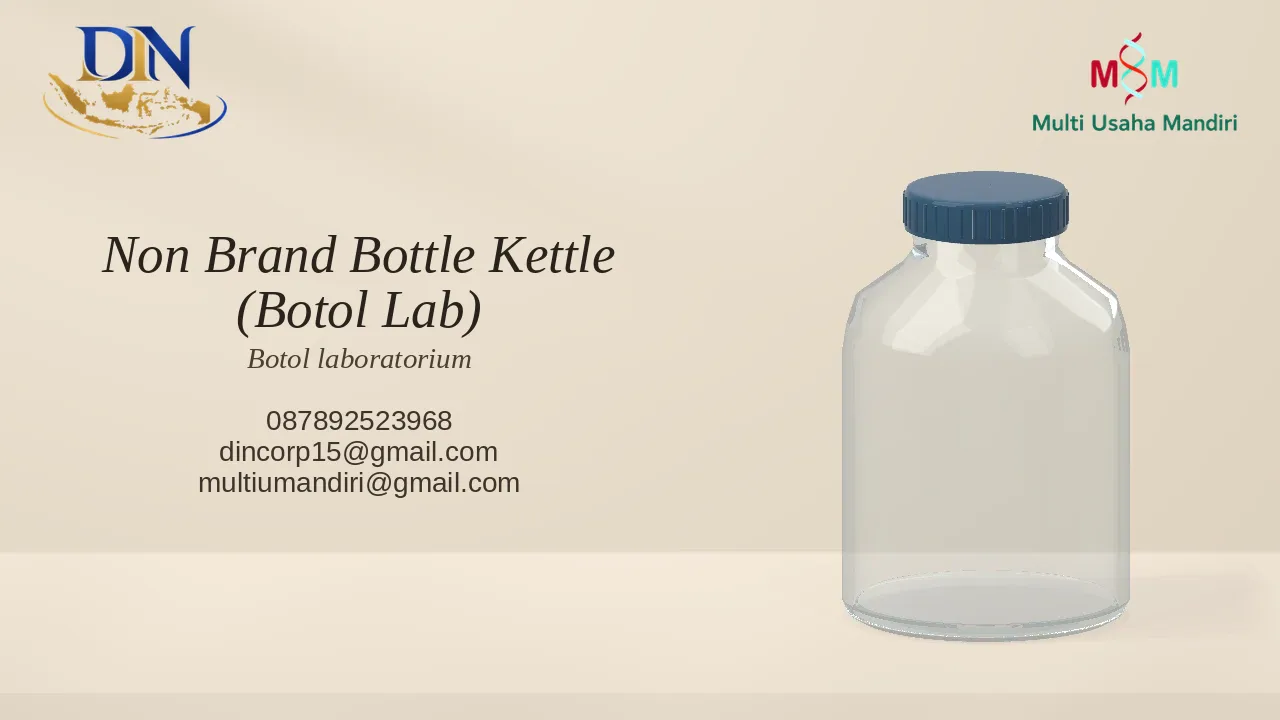 DN
M M
Multi Usaha Mandiri
Non Brand Bottle Kettle
(Botol Lab)
Botol laboratorium
087892523968
dincorp15@gmail.com
multiumandiri@gmail.com